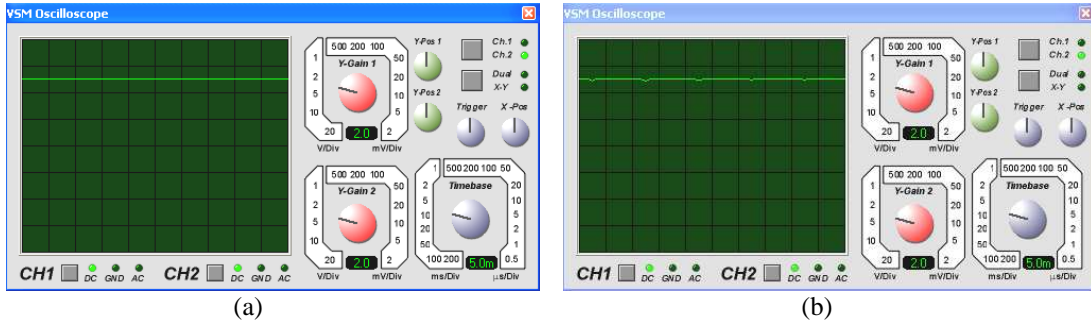 VSM Oscilloscope
500 200 100
Y-Gain 1
1
2
5
10
20
50
20
10
5
2
2.0
V/Div
mV/Div
Y-Pos 1
Y-Pos 2
Ch.1
Ch.2
Dual
X-Y
Trigger
X -Pos
500 200 100
Y-Gain 2
1
2
5
10
20
50
20
10
5
2
2.0
V/Div
mV/Div
1
500 200 100 50
Timebase
2
5
10
20
50
100 200
20
10
5
2
1
0.5
5.0m
ms/Div
µs/Div
CH1
DC GND AC
CH2
DC GND AC
(a)
VSM Oscilloscope
500 200 100
Y-Gain 1
1
2
5
10
20
50
20
10
5
2
2.0
V/Div
mV/Div
Y-Pos 1
Y-Pos 2
Ch.1
Ch.2
Dual
X-Y
Trigger
X -Pos
500 200 100
Y-Gain 2
1
2
5
10
20
50
20
10
5
2
2.0
V/Div
mV/Div
1
500 200 100 50
Timebase
2
5
10
20
50
100 200
20
10
5
2
1
0.5
5.0m
ms/Div
µs/Div
CH1
DC GND AC
CH2
DC GND AC
(b)